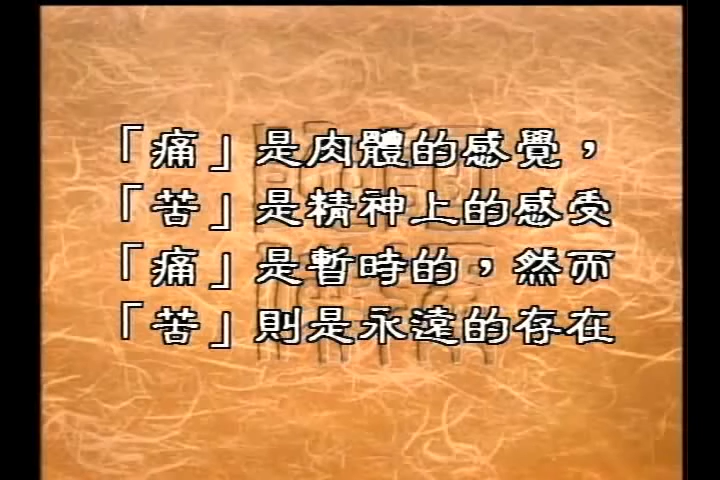 「痛」是肉體的感覺，
「苦」是精神上的感受
「痛」是暫時的，然而
「苦」則是永遠的存在